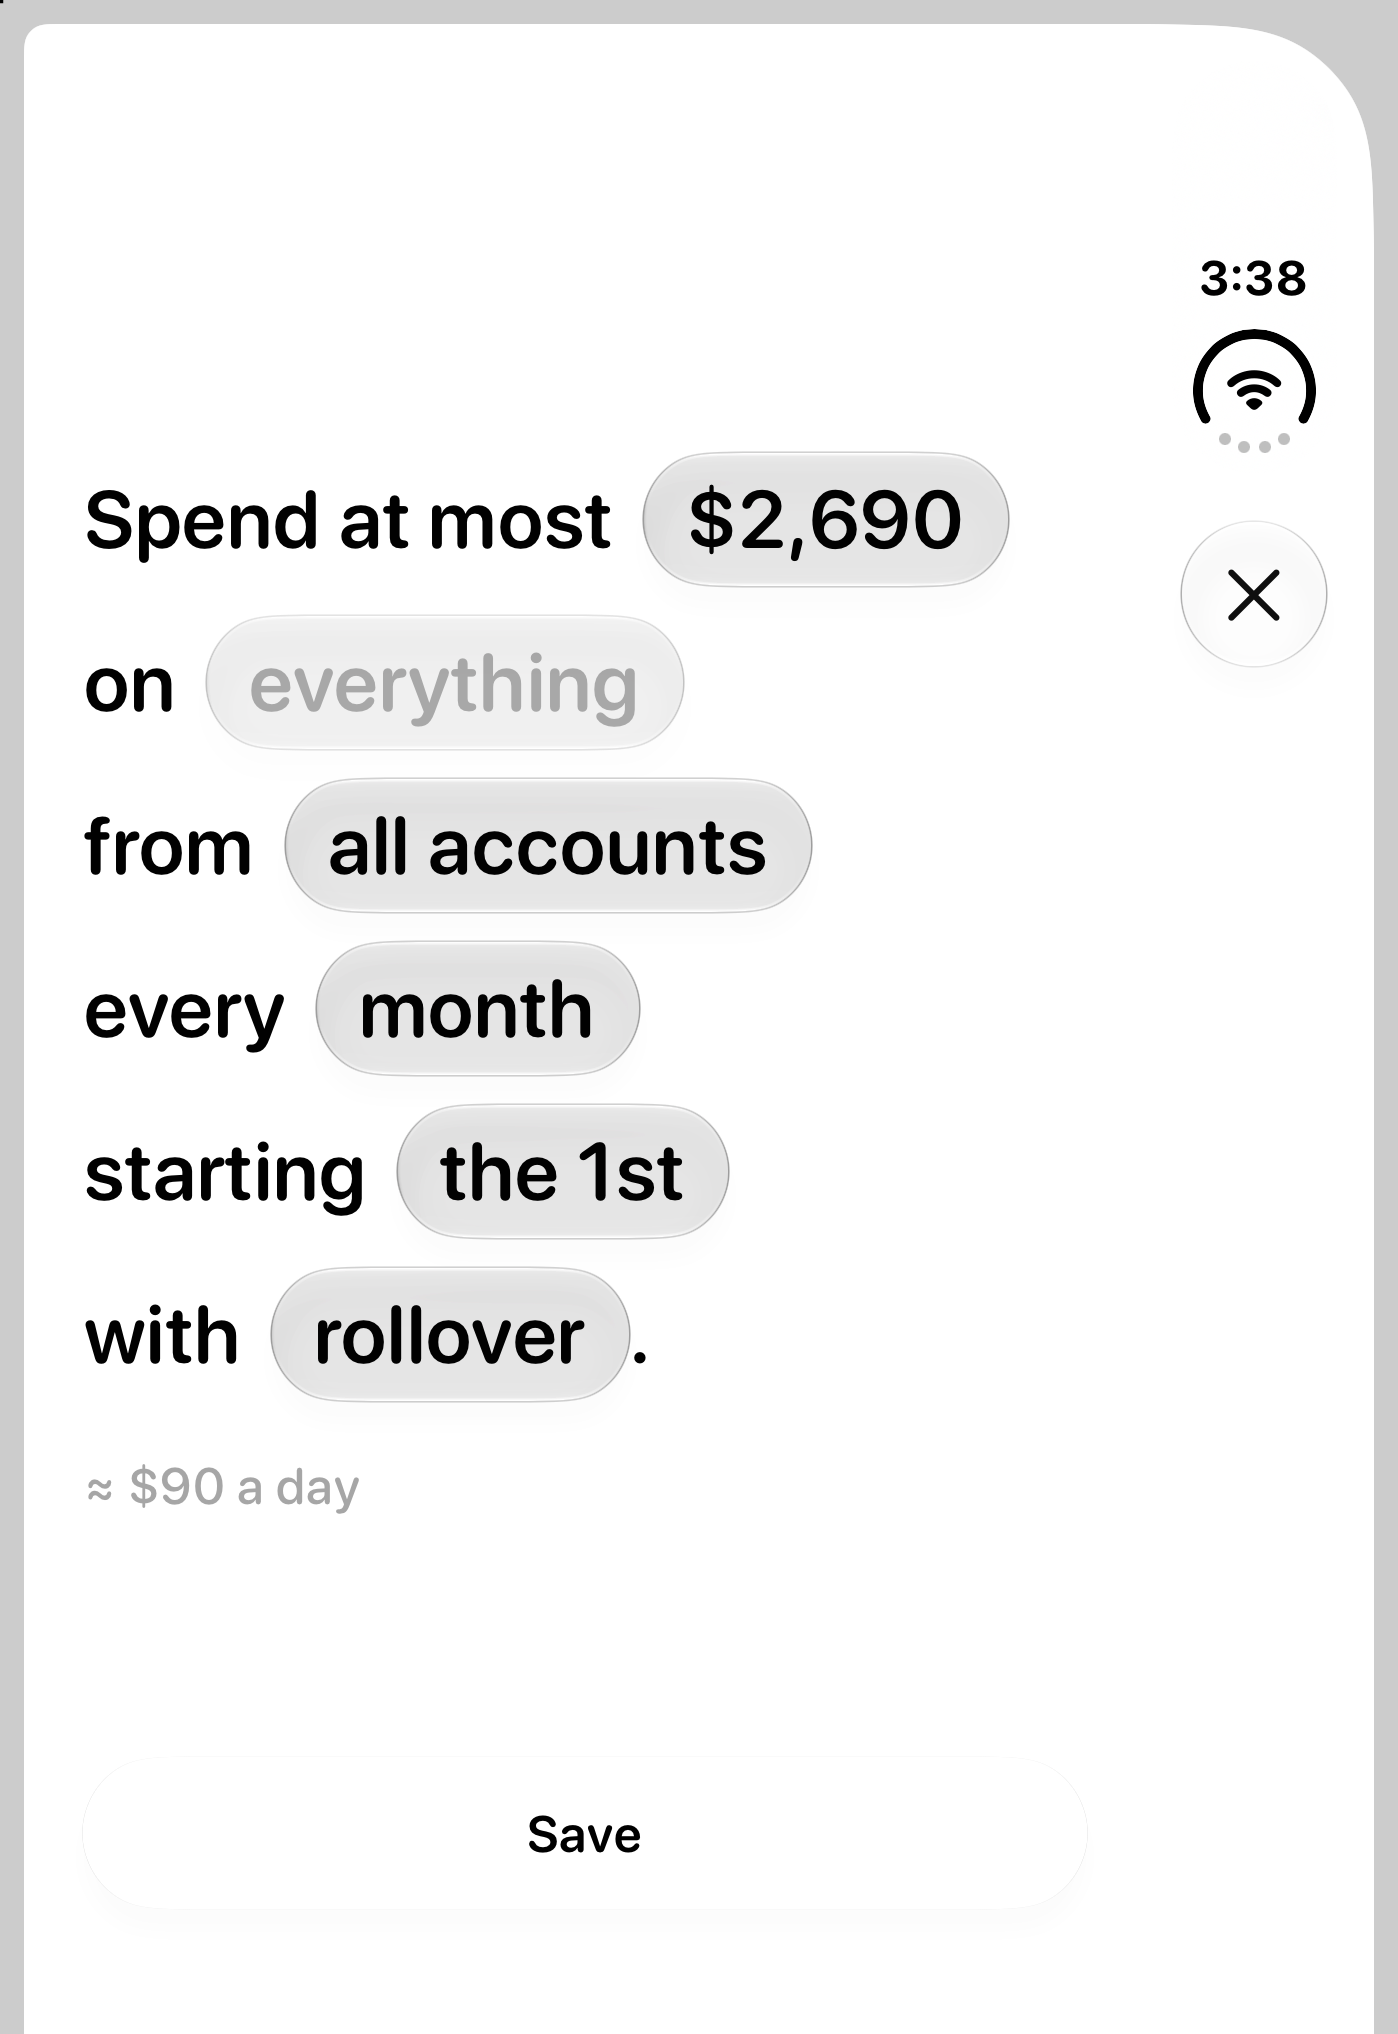 3:38
Spend at most $2,690
on everything
from all accounts
every month
starting the 1st
with rollover.
≈ $90 a day
Save